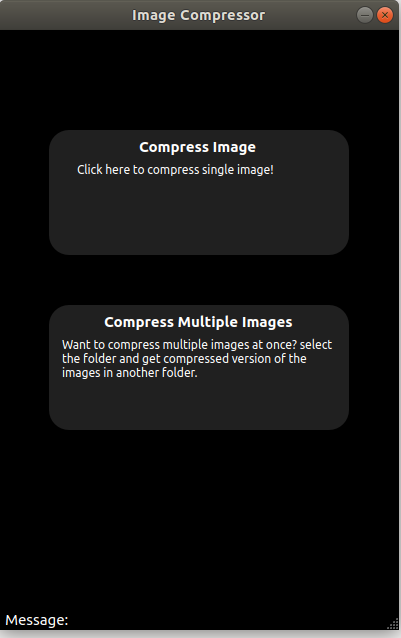 Image Compressor
Compress Image
Click here to compress single image!
Compress Multiple Images
Want to compress multiple images at once? select
the folder and get compressed version of the
images in another folder.
Message: